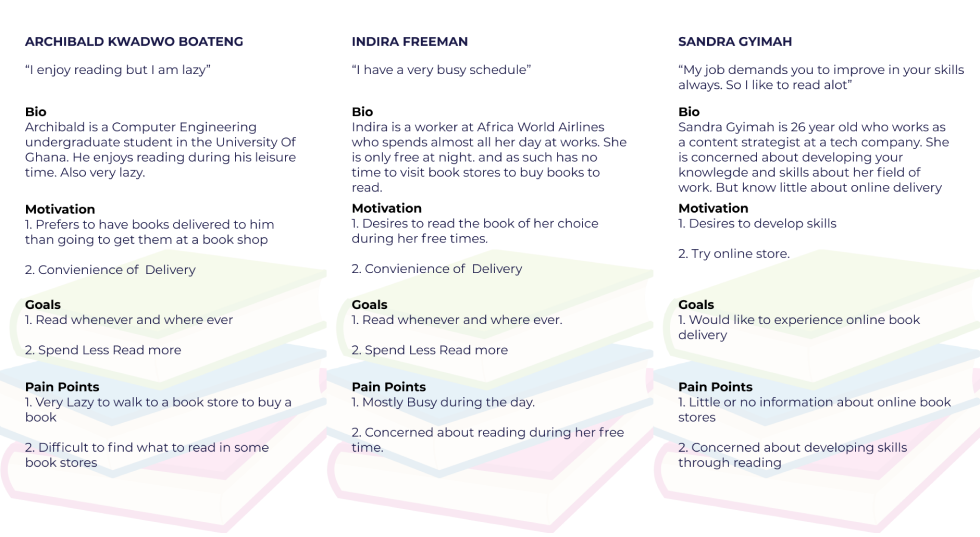 ARCHIBALD KWADWO BOATENG
“I enjoy reading but I am lazy”
Bio
Archibald is a Computer Engineering
undergraduate student in the University Of
Ghana. He enjoys reading during his leisure
time. Also very lazy.
Motivation
1. Prefers to have books delivered to him
than going to get them at a book shop
2. Convienience of  Delivery
Goals
1. Read whenever and where ever
2. Spend Less Read more
Pain Points
1. Very Lazy to walk to a book store to buy a
book
2. Difficult to find what to read in some
book stores
INDIRA FREEMAN
“I have a very busy schedule”
Bio
Indira is a worker at Africa World Airlines
who spends almost all her day at works. She
is only free at night. and as such has no
time to visit book stores to buy books to
read.
Motivation
1. Desires to read the book of her choice
during her free times.
2. Convienience of  Delivery
Goals
1. Read whenever and where ever.
2. Spend Less Read more
Pain Points
1. Mostly Busy during the day.
2. Concerned about reading during her free
time.
SANDRA GYIMAH
“My job demands you to improve in your skills
always. So I like to read alot”
Bio
Sandra Gyimah is 26 year old who works as
a content strategist at a tech company. She
is concerned about developing your
knowlegde and skills about her field of
work. But know little about online delivery
Motivation
1. Desires to develop skills
2. Try online store.
Goals
1. Would like to experience online book
delivery
Pain Points
1. Little or no information about online book
stores
2. Concerned about developing skills
through reading